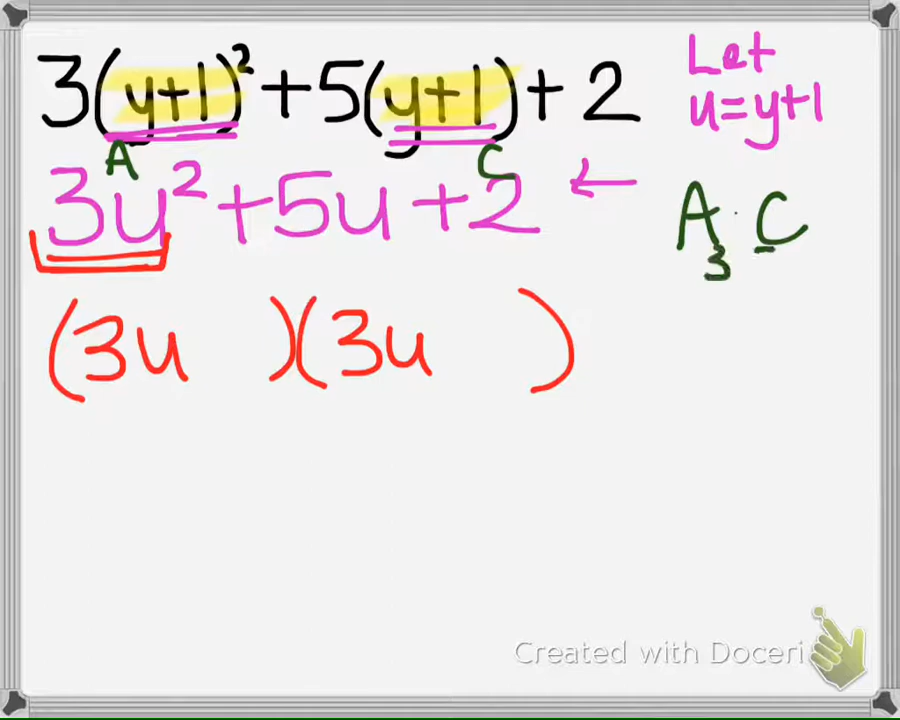 3(y+1)² + 5(y+1) + 2
Let
u = y+1
A C
3u² + 5u + 2 ←
A · C
3
(3u )(3u )
Created with Doceri